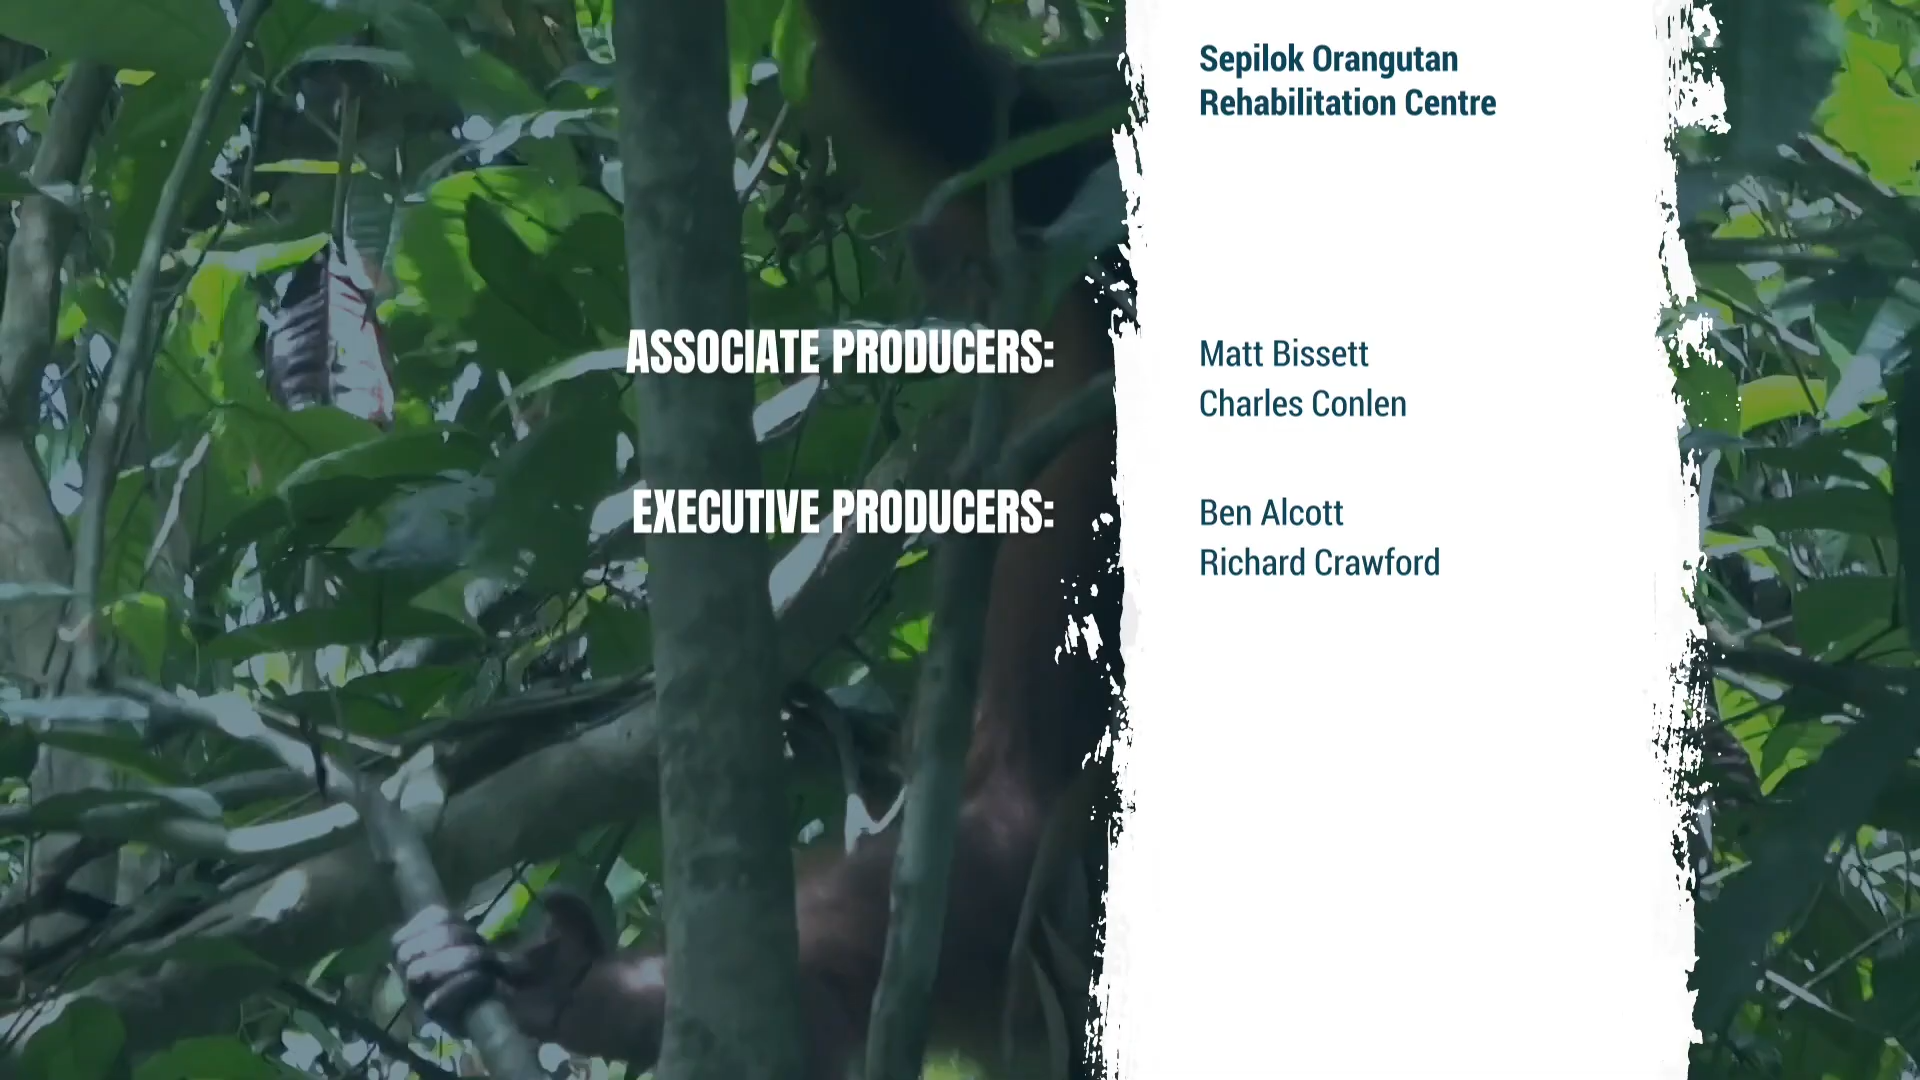 Sepilok Orangutan
Rehabilitation Centre
ASSOCIATE PRODUCERS:
Matt Bissett
Charles Conlen
EXECUTIVE PRODUCERS:
Ben Alcott
Richard Crawford